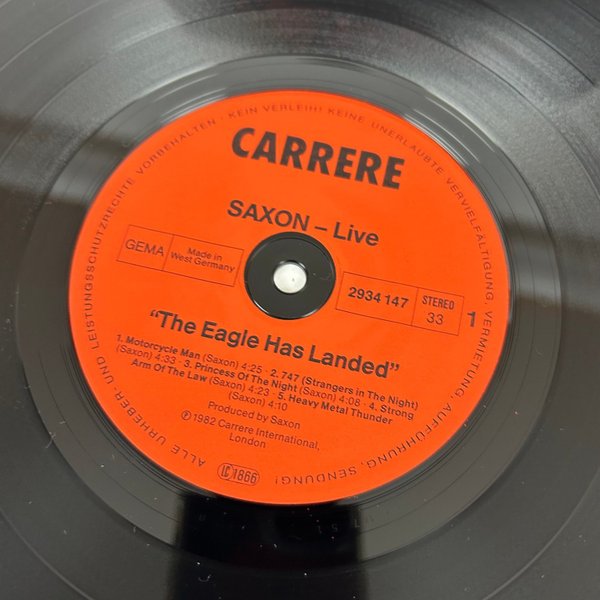 CARRERE
SAXON – Live
GEMA
Made in
West Germany
2934 147
STEREO
33
1
“The Eagle Has Landed”
1. Motorcycle Man (Saxon) 4:25 · 2. 747 (Strangers in The Night)
(Saxon) 4:33 · 3. Princess Of The Night (Saxon) 4:08 · 4. Strong
Arm Of The Law (Saxon) 4:23 · 5. Heavy Metal Thunder
(Saxon) 4:10
Produced by Saxon
℗ 1982 Carrere International,
London
LC 1866
ALLE URHEBER- UND LEISTUNGSSCHUTZRECHTE VORBEHALTEN · KEIN VERLEIH! KEINE UNERLAUBTE VERVIELFÄLTIGUNG, VERMIETUNG, AUFFÜHRUNG, SENDUNG!